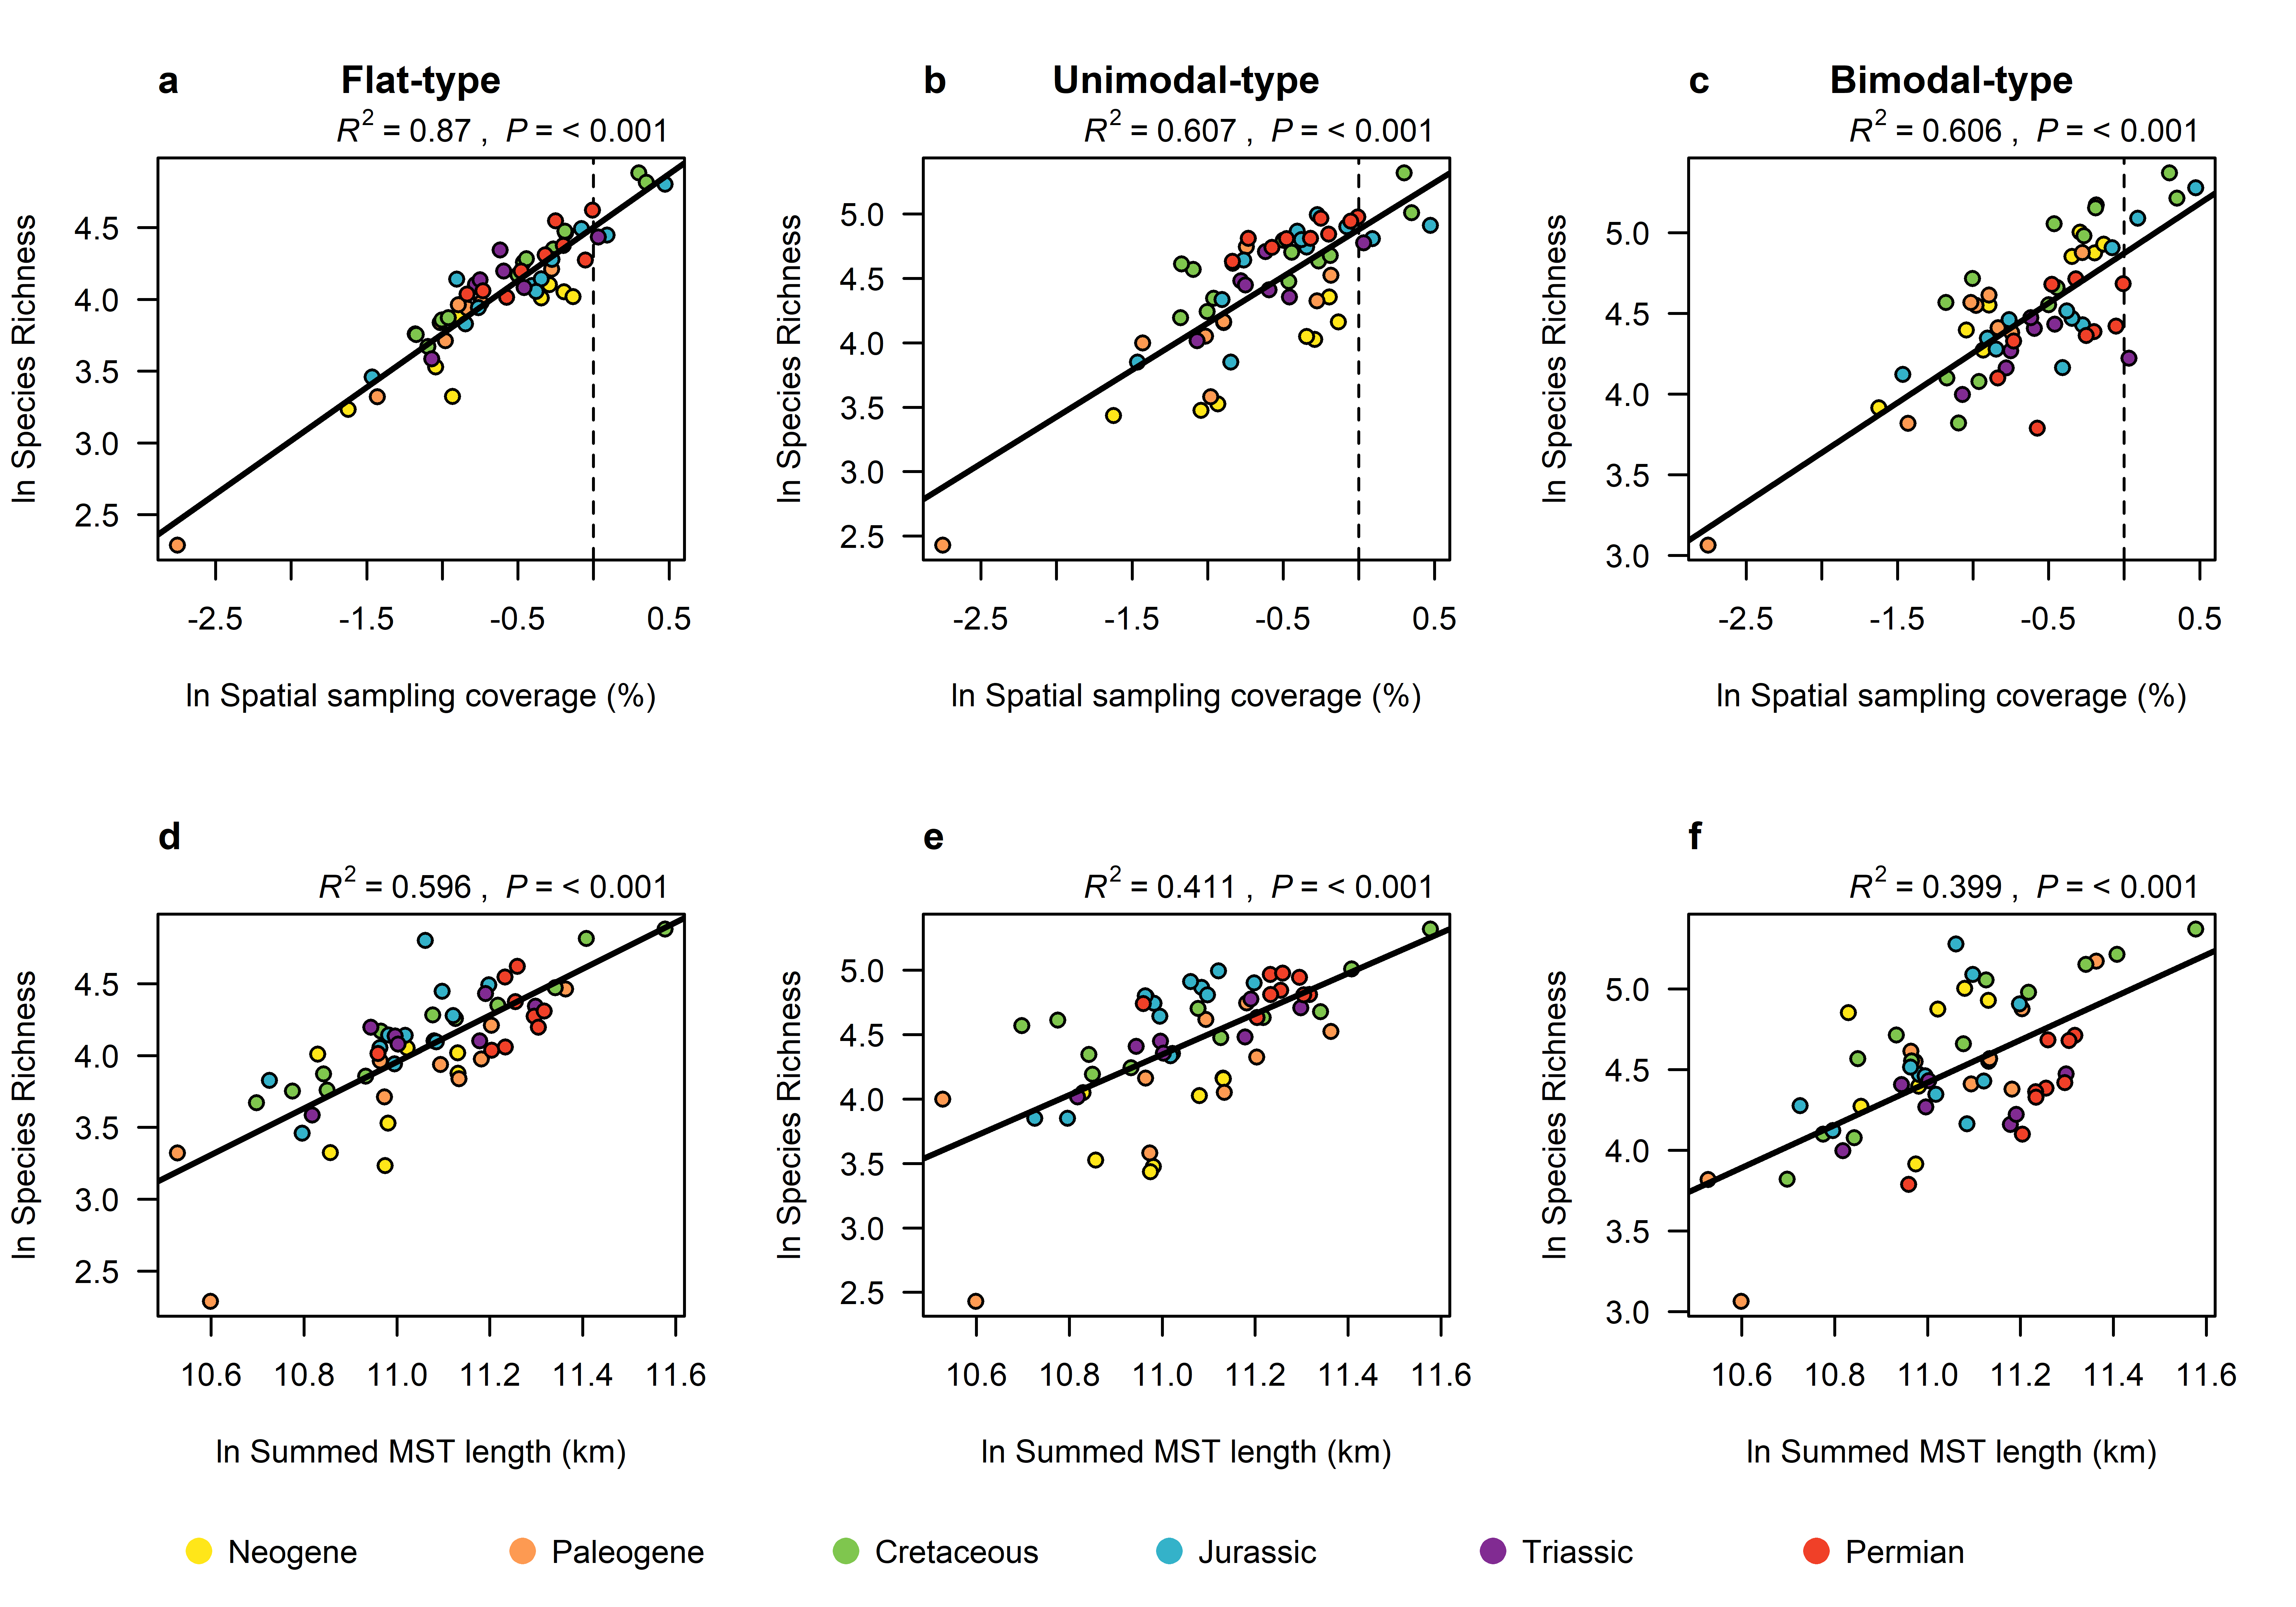 a Flat-type
R² = 0.87 , P = < 0.001
ln Species Richness
4.5
4.0
3.5
3.0
2.5
-2.5 -1.5 -0.5 0.5
ln Spatial sampling coverage (%)
b Unimodal-type
R² = 0.607 , P = < 0.001
ln Species Richness
5.0
4.5
4.0
3.5
3.0
2.5
-2.5 -1.5 -0.5 0.5
ln Spatial sampling coverage (%)
c Bimodal-type
R² = 0.606 , P = < 0.001
ln Species Richness
5.0
4.5
4.0
3.5
3.0
-2.5 -1.5 -0.5 0.5
ln Spatial sampling coverage (%)
d
R² = 0.596 , P = < 0.001
ln Species Richness
4.5
4.0
3.5
3.0
2.5
10.6 10.8 11.0 11.2 11.4 11.6
ln Summed MST length (km)
e
R² = 0.411 , P = < 0.001
ln Species Richness
5.0
4.5
4.0
3.5
3.0
2.5
10.6 10.8 11.0 11.2 11.4 11.6
ln Summed MST length (km)
f
R² = 0.399 , P = < 0.001
ln Species Richness
5.0
4.5
4.0
3.5
3.0
10.6 10.8 11.0 11.2 11.4 11.6
ln Summed MST length (km)
Neogene Paleogene Cretaceous Jurassic Triassic Permian